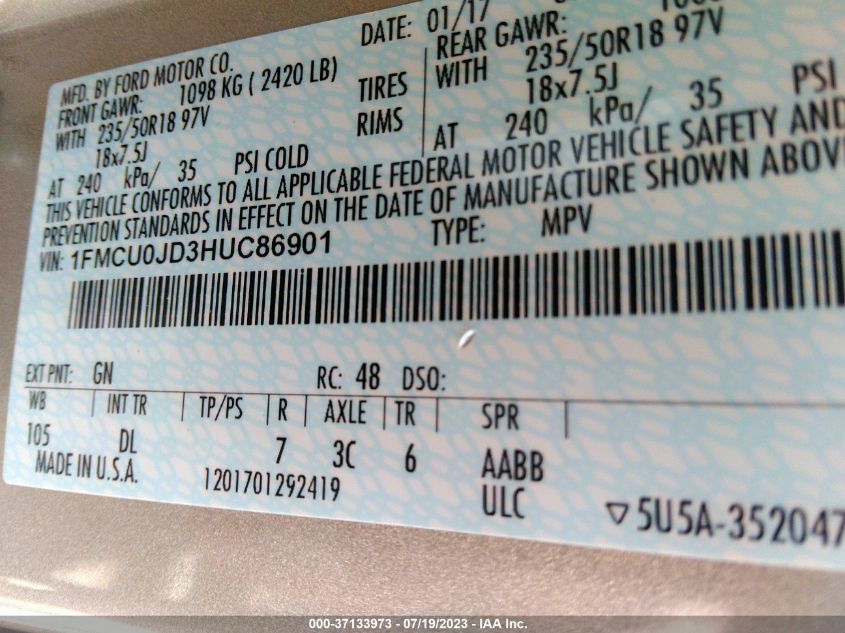 MFD. BY FORD MOTOR CO.
DATE: 01/17
FRONT GAWR: 1098 KG ( 2420 LB)
REAR GAWR:
WITH 235/50R18 97V TIRES
WITH 235/50R18 97V
18x7.5J RIMS
18x7.5J
AT 240 kPa/ 35 PSI COLD
AT 240 kPa/ 35 PSI
THIS VEHICLE CONFORMS TO ALL APPLICABLE FEDERAL MOTOR VEHICLE SAFETY AND
PREVENTION STANDARDS IN EFFECT ON THE DATE OF MANUFACTURE SHOWN ABOVE
VIN: 1FMCU0JD3HUC86901 TYPE: MPV
EXT PNT: GN RC: 48 DSO:
WB INT TR TP/PS R AXLE TR SPR
105 DL 7 3C 6 AABB
MADE IN U.S.A. 1201701292419 ULC
▽5U5A-352047
000-37133973 - 07/19/2023 - IAA Inc.